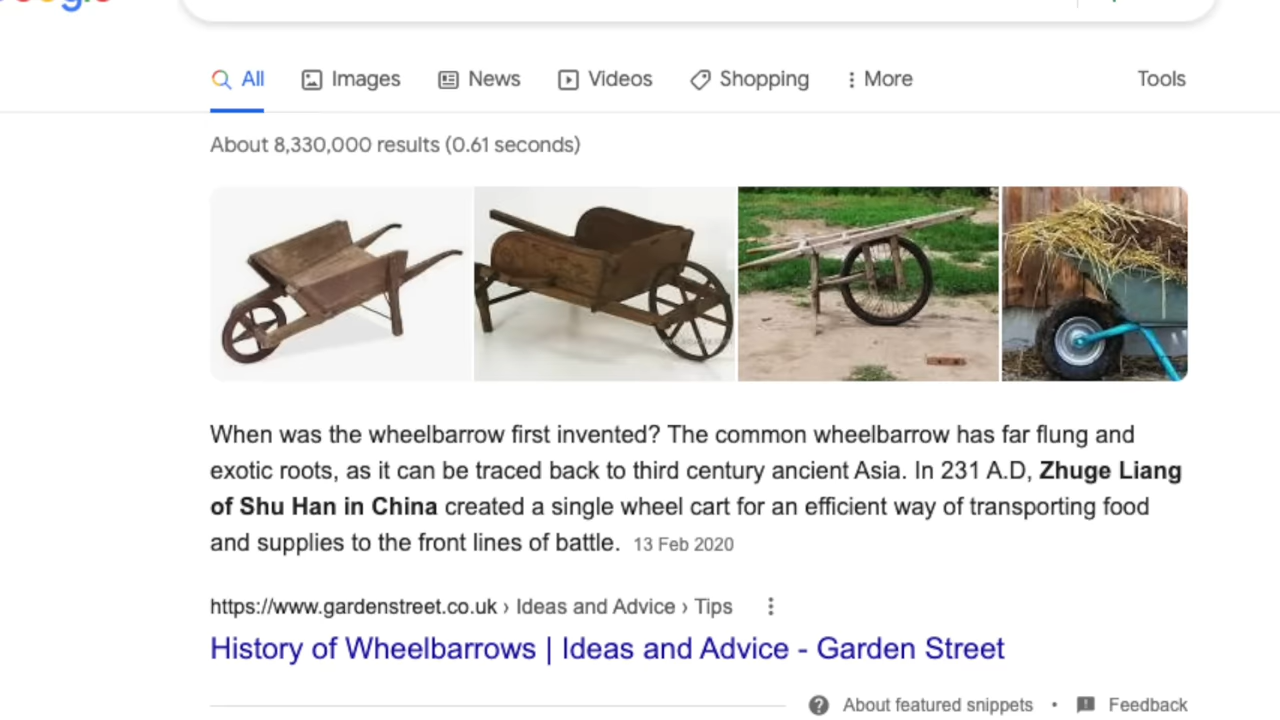 All Images News Videos Shopping More Tools
About 8,330,000 results (0.61 seconds)
When was the wheelbarrow first invented? The common wheelbarrow has far flung and
exotic roots, as it can be traced back to third century ancient Asia. In 231 A.D, Zhuge Liang
of Shu Han in China created a single wheel cart for an efficient way of transporting food
and supplies to the front lines of battle. 13 Feb 2020
https://www.gardenstreet.co.uk › Ideas and Advice › Tips
History of Wheelbarrows | Ideas and Advice - Garden Street
About featured snippets • Feedback